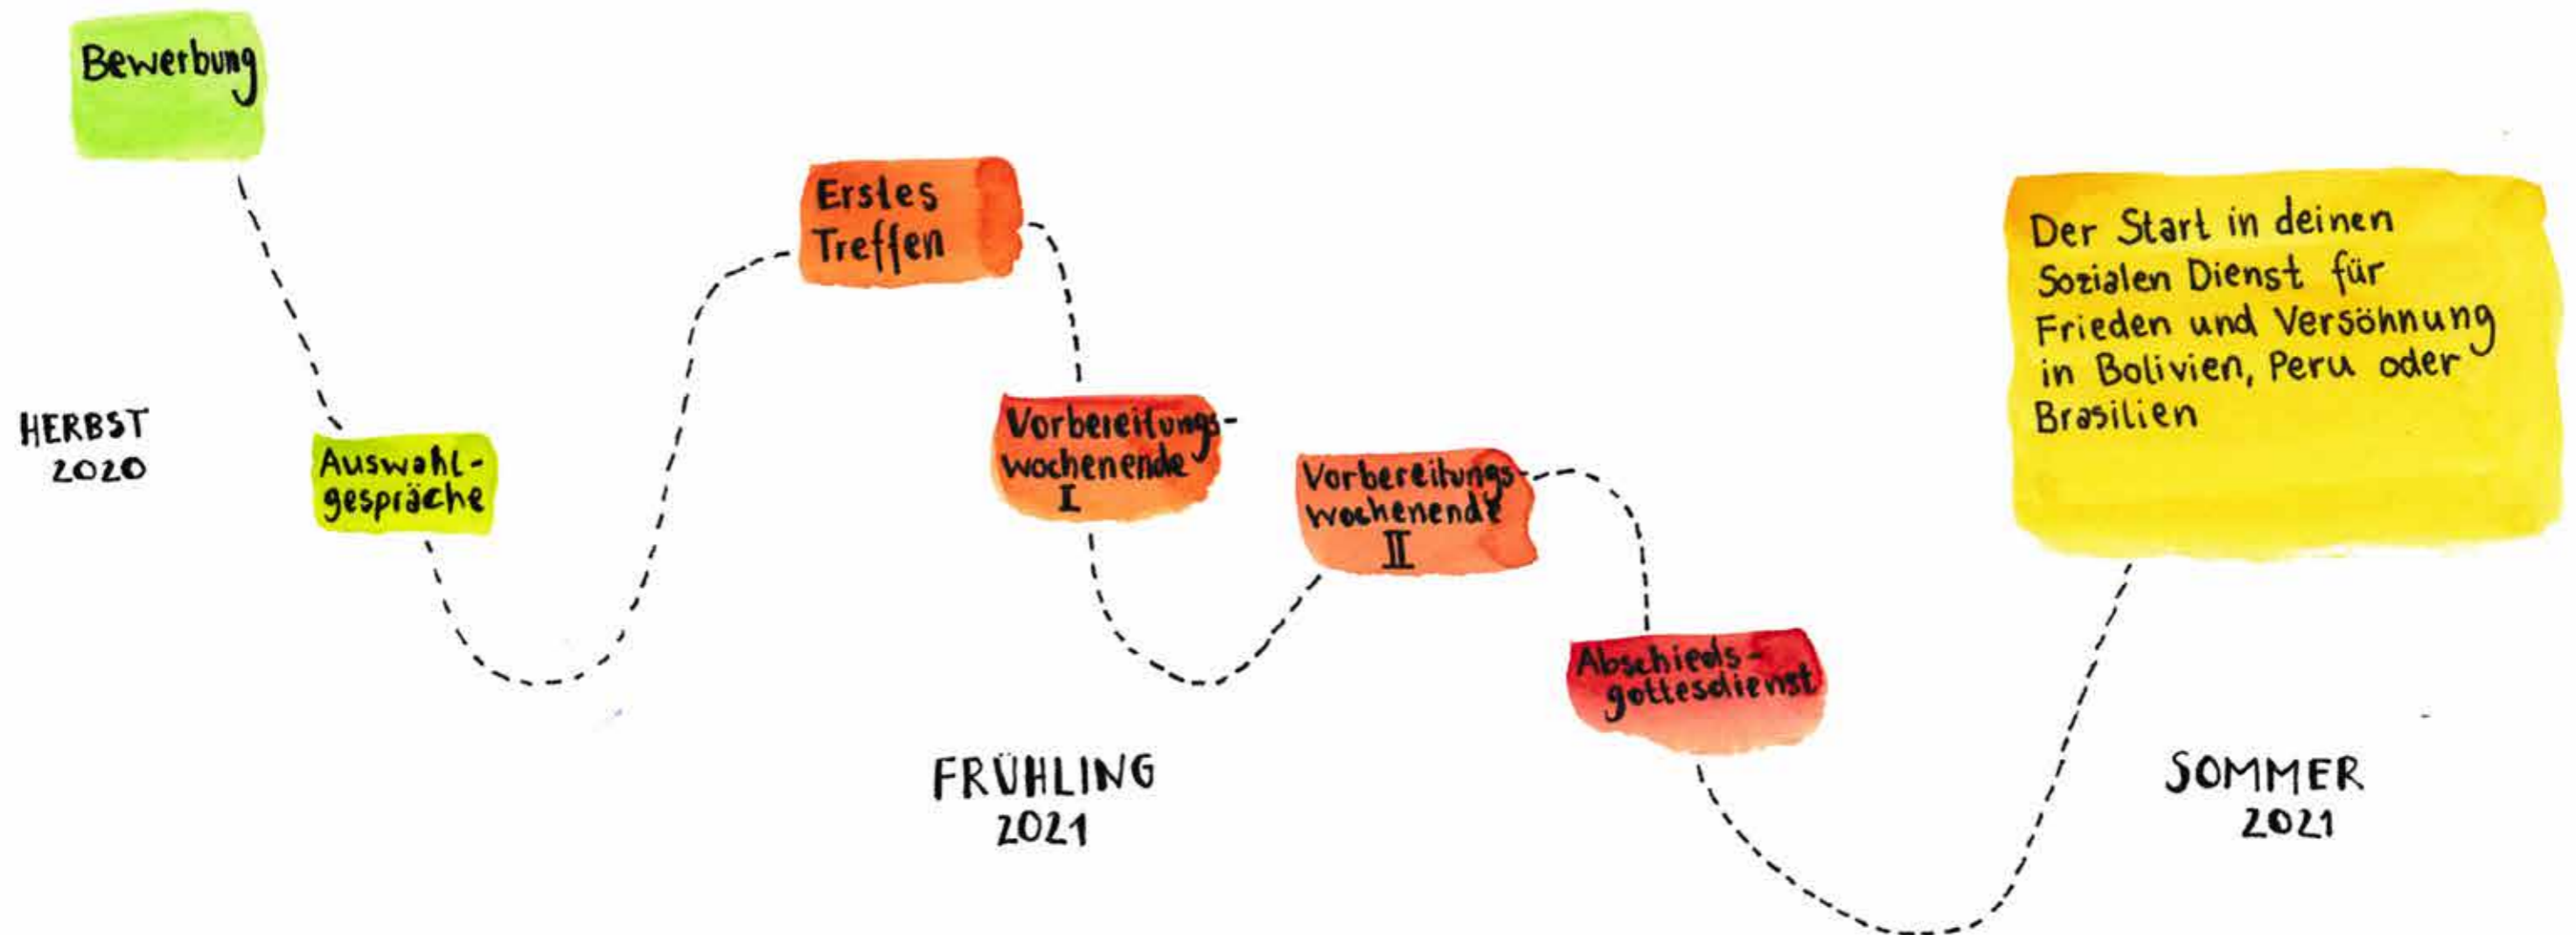 Bewerbung
HERBST
2020
Auswahl-
gespräche
Erstes
Treffen
Vorbereitungs-
wochenende
I
Vorbereitungs-
wochenende
II
Abschieds-
gottesdienst
FRÜHLING
2021
Der Start in deinen
Sozialen Dienst für
Frieden und Versöhnung
in Bolivien, Peru oder
Brasilien
SOMMER
2021